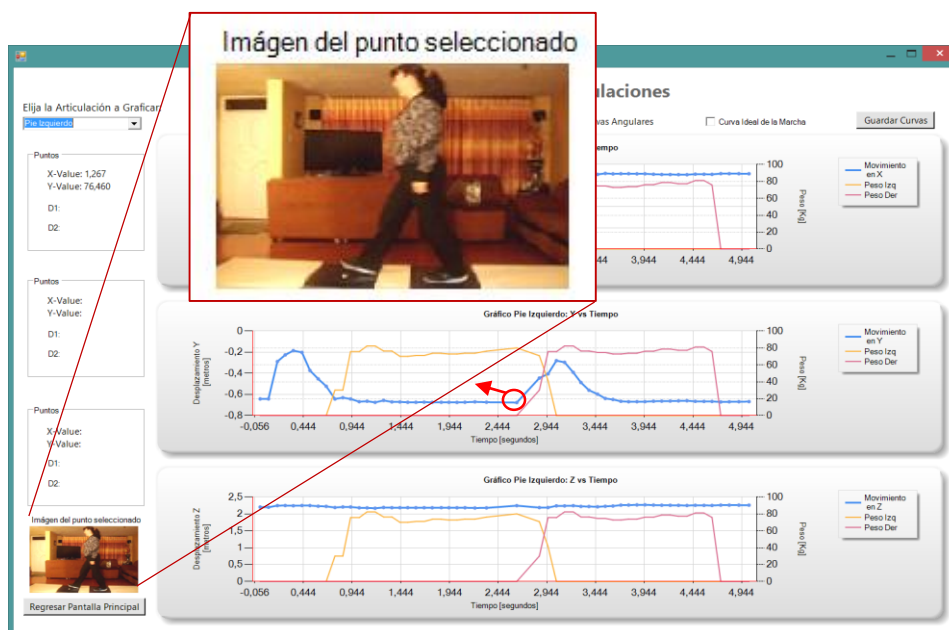 Imágen del punto seleccionado
ulaciones
Elija la Articulación a Graficar
Pie Izquierdo
vas Angulares
Curva Ideal de la Marcha
Guardar Curvas
Puntos
X-Value: 1,267
Y-Value: 76,460
D1:
D2:
empo
100
80
60
40
20
0
Peso [Kg]
444 3,944 4,444 4,944
Movimiento
en X
Peso Izq
Peso Der
Puntos
X-Value:
Y-Value:
D1:
D2:
Gráfico Pie Izquierdo: Y vs Tiempo
Desplazamiento Y
[metros]
0
-0,2
-0,4
-0,6
-0,8
100
80
60
40
20
0
Peso [Kg]
-0,056 0,444 0,944 1,444 1,944 2,444 2,944 3,444 3,944 4,444 4,944
Tiempo [segundos]
Movimiento
en Y
Peso Izq
Peso Der
Puntos
X-Value:
Y-Value:
D1:
D2:
Gráfico Pie Izquierdo: Z vs Tiempo
Desplazamiento Z
[metros]
2,5
2
1,5
1
0,5
0
100
80
60
40
20
0
Peso [Kg]
-0,056 0,444 0,944 1,444 1,944 2,444 2,944 3,444 3,944 4,444 4,944
Tiempo [segundos]
Movimiento
en Z
Peso Izq
Peso Der
Imágen del punto seleccionado
Regresar Pantalla Principal